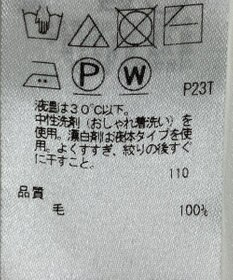 P W
P23T
液温は30℃以下。
中性洗剤（おしゃれ着洗い）を
使用。漂白剤は液体タイプを使
用。よくすすぎ、絞りの後すぐ
に干すこと。
110
品質
毛 100%